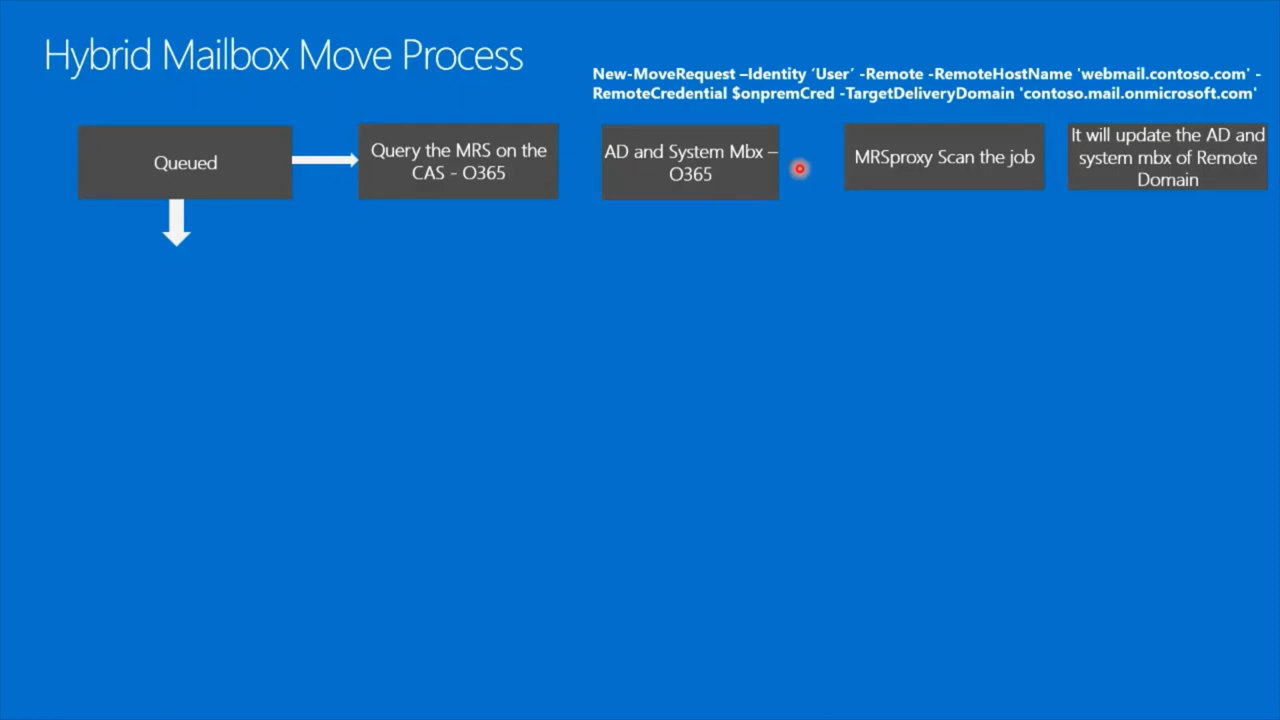 Hybrid Mailbox Move Process
New-MoveRequest –Identity ‘User’ -Remote -RemoteHostName 'webmail.contoso.com' -
RemoteCredential $onpremCred -TargetDeliveryDomain 'contoso.mail.onmicrosoft.com'
Queued
Query the MRS on the
CAS - O365
AD and System Mbx –
O365
MRSproxy Scan the job
It will update the AD and
system mbx of Remote
Domain